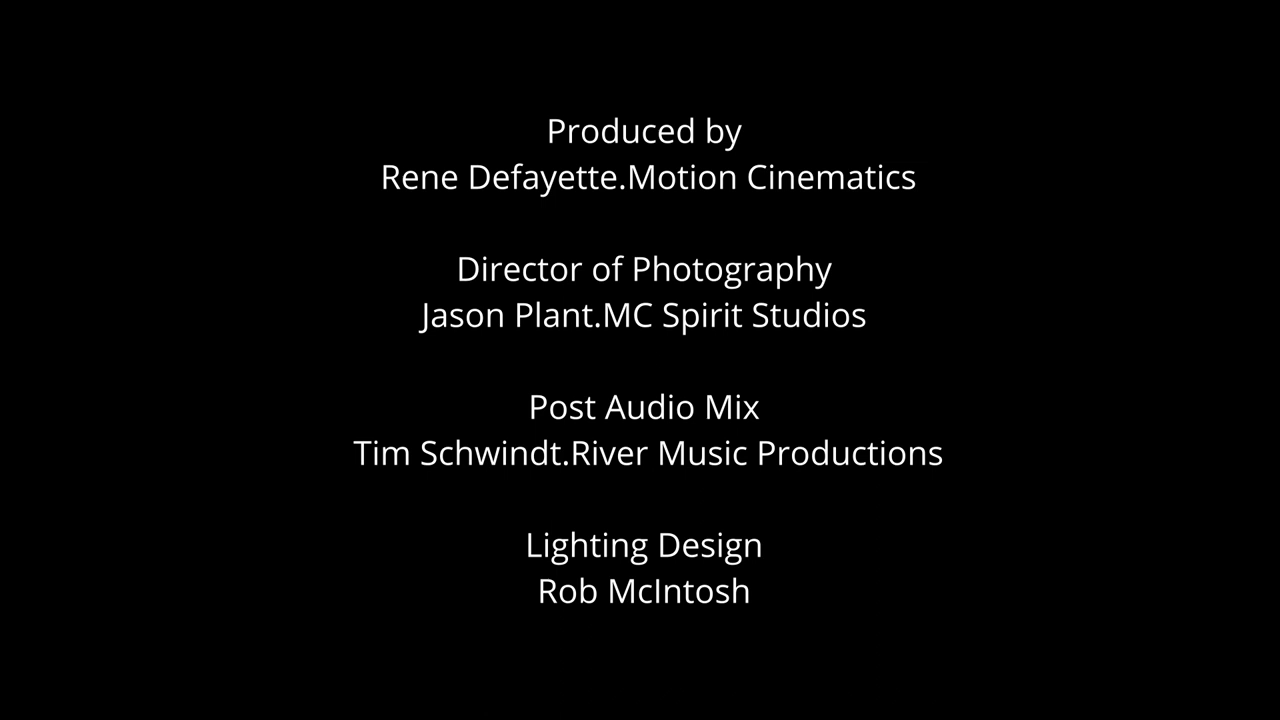 Produced by
Rene Defayette.Motion Cinematics
Director of Photography
Jason Plant.MC Spirit Studios
Post Audio Mix
Tim Schwindt.River Music Productions
Lighting Design
Rob McIntosh